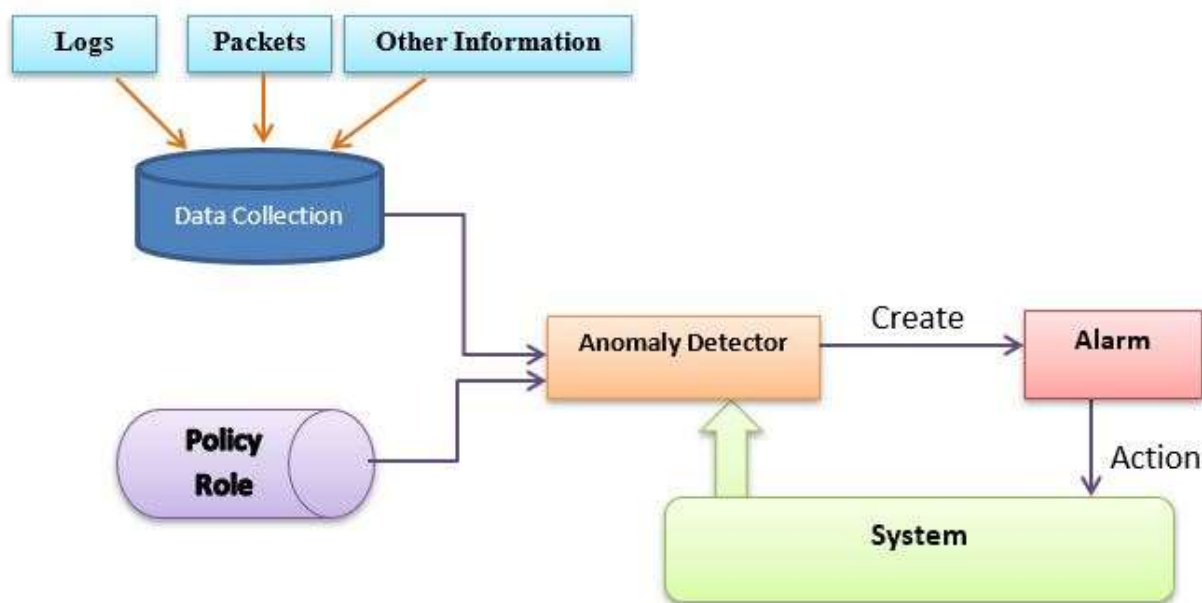 Logs
Packets
Other Information
Data Collection
Anomaly Detector
Create
Alarm
Policy
Role
Action
System